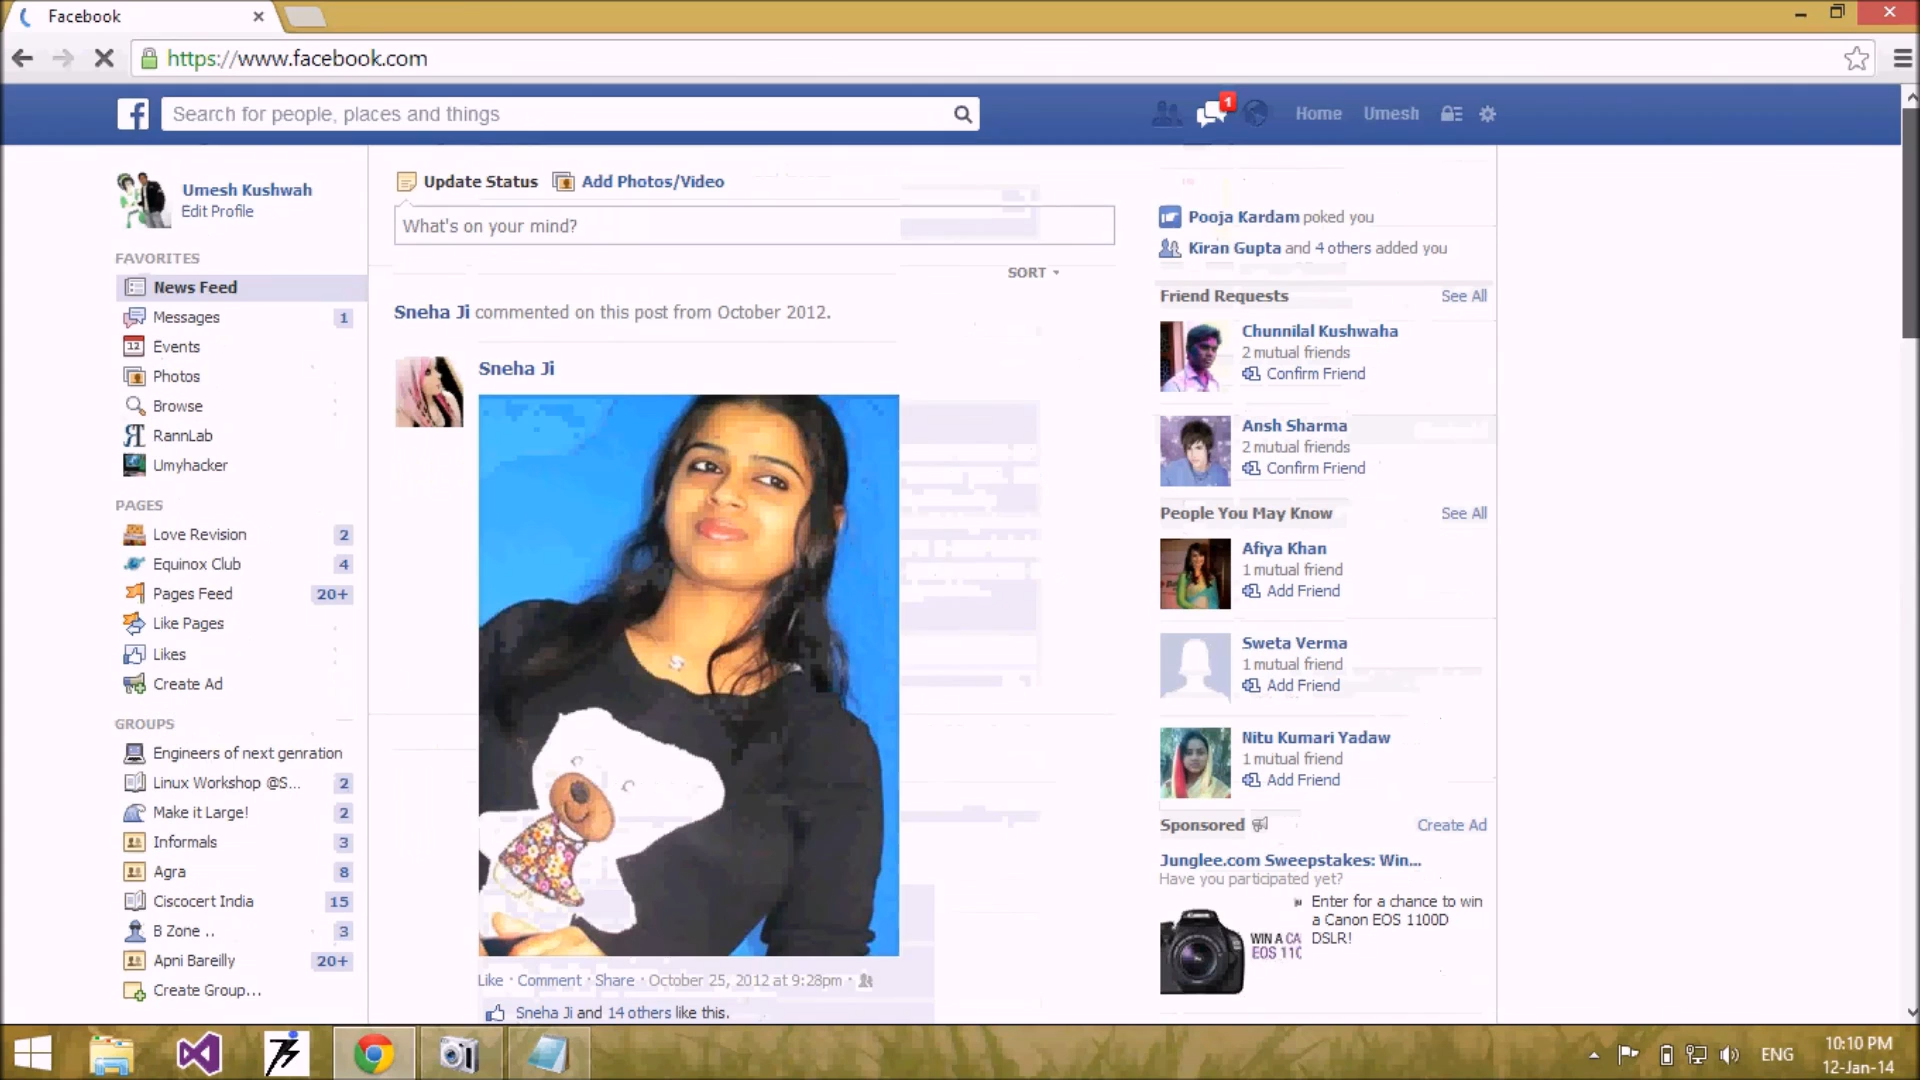 Facebook
https://www.facebook.com
Search for people, places and things
1
Home
Umesh
Umesh Kushwah
Edit Profile
FAVORITES
News Feed
Messages 1
Events
Photos
Browse
RannLab
Umyhacker
PAGES
Love Revision 2
Equinox Club 4
Pages Feed 20+
Like Pages
Likes
Create Ad
GROUPS
Engineers of next genration
Linux Workshop @S... 2
Make it Large! 2
Informals 3
Agra 8
Ciscocert India 15
B Zone .. 3
Apni Bareilly 20+
Create Group...
Update Status
Add Photos/Video
What's on your mind?
SORT
Sneha Ji commented on this post from October 2012.
Sneha Ji
Like · Comment · Share · October 25, 2012 at 9:28pm ·
Sneha Ji and 14 others like this.
Pooja Kardam poked you
Kiran Gupta and 4 others added you
Friend Requests See All
Chunnilal Kushwaha
2 mutual friends
Confirm Friend
Ansh Sharma
2 mutual friends
Confirm Friend
People You May Know See All
Afiya Khan
1 mutual friend
Add Friend
Sweta Verma
1 mutual friend
Add Friend
Nitu Kumari Yadaw
1 mutual friend
Add Friend
Sponsored Create Ad
Junglee.com Sweepstakes: Win...
Have you participated yet?
WIN A CA
EOS 110
Enter for a chance to win
a Canon EOS 1100D
DSLR!
ENG
10:10 PM
12-Jan-14